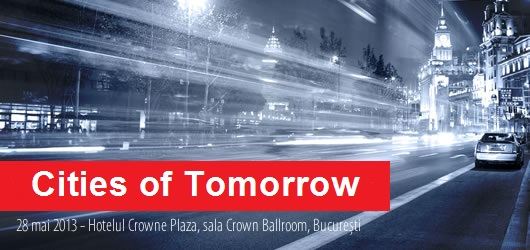 Cities of Tomorrow
28 mai 2013 - Hotelul Crowne Plaza, sala Crown Ballroom, București